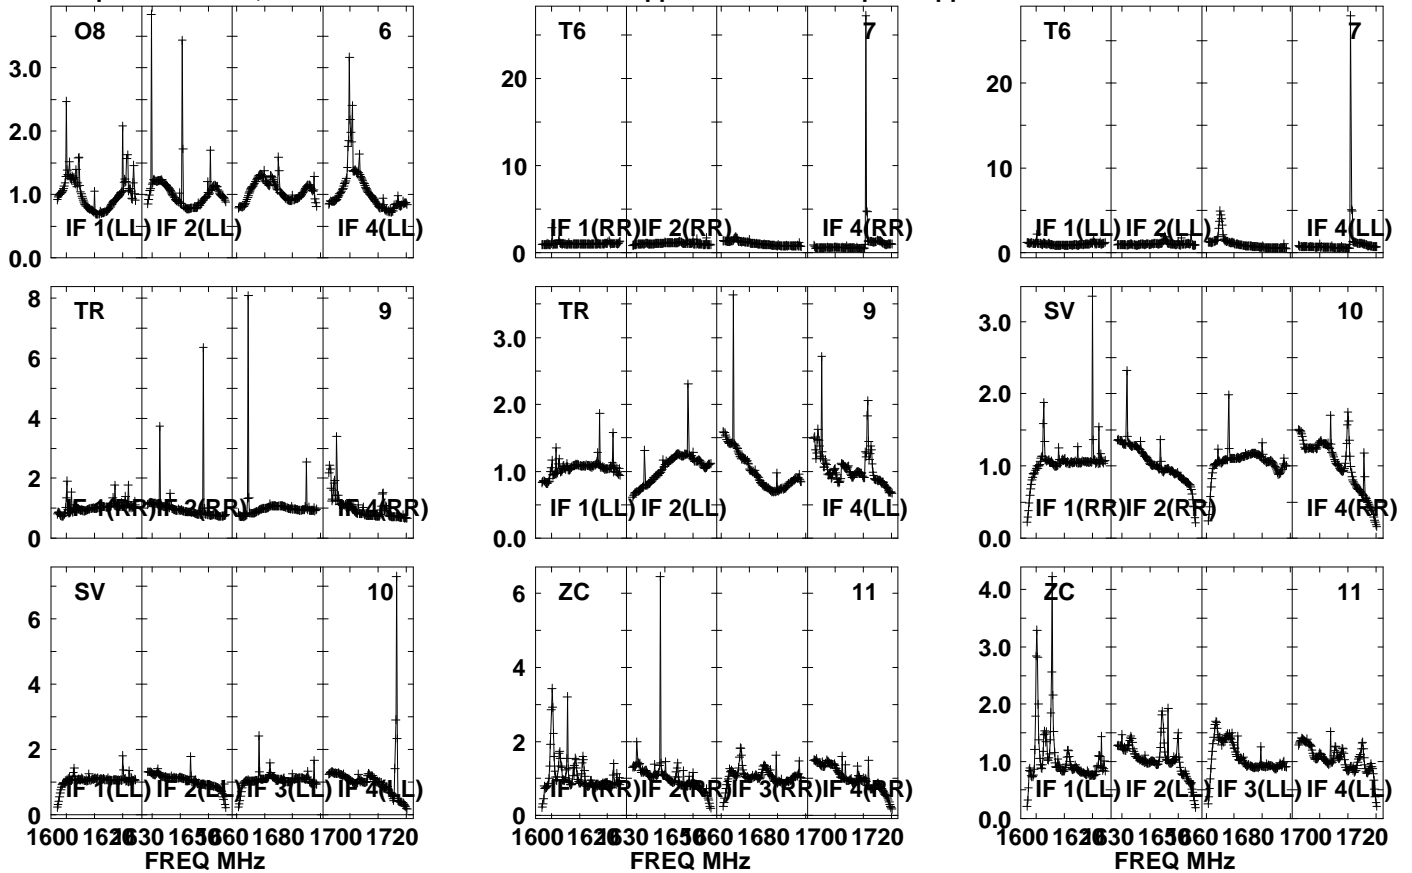 O8 6 T6 7 T6 7
3.0 20 20
2.0
10 10
1.0
IF 1(LL) IF 2(LL) IF 4(LL) IF 1(RR) IF 2(RR) IF 4(RR) IF 1(LL) IF 2(LL) IF 4(LL)
0.0 0 0
8 TR 9 TR 9 SV 10
3.0 3.0
6
2.0 2.0
4
2 1.0 1.0
IF 1(RR) IF 2(RR) IF 4(RR) IF 1(LL) IF 2(LL) IF 4(LL) IF 1(RR) IF 2(RR) IF 4(RR)
0 0.0 0.0
SV 10 ZC 11 ZC 11
6 6 4.0
4 4 3.0
2.0
2 2
1.0
IF 1(LL) IF 2(LL) IF 3(LL) IF 4(LL) IF 1(RR) IF 2(RR) IF 3(RR) IF 4(RR) IF 1(LL) IF 2(LL) IF 3(LL) IF 4(LL)
0 0 0.0
1600 1620 1630 1650 1660 1680 1700 1720 1600 1620 1630 1650 1660 1680 1700 1720 1600 1620 1630 1650 1660 1680 1700 1720
FREQ MHz FREQ MHz FREQ MHz